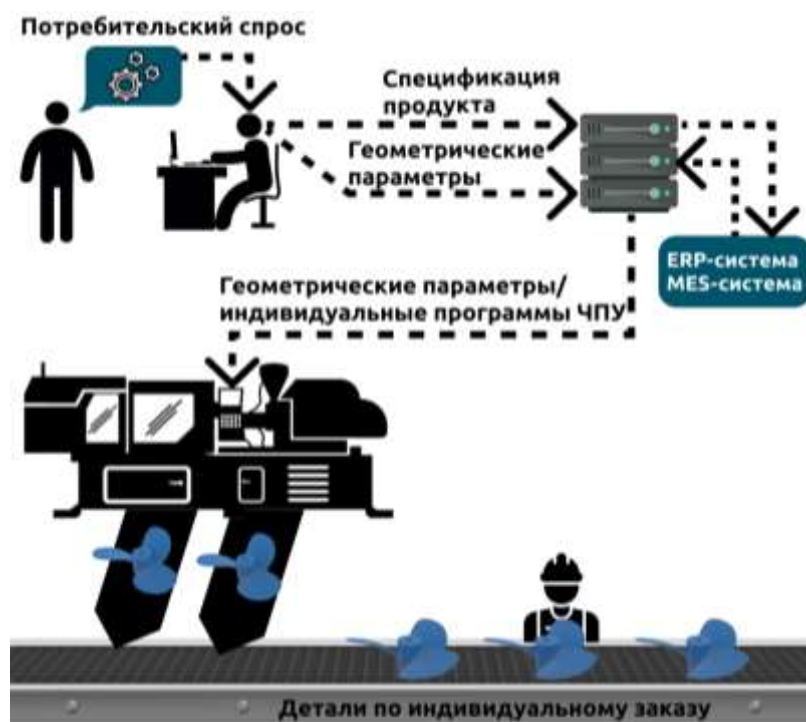 Потребительский спрос
Спецификация
продукта
Геометрические
параметры
ERP-система
MES-система
Геометрические параметры/
индивидуальные программы ЧПУ
Детали по индивидуальному заказу